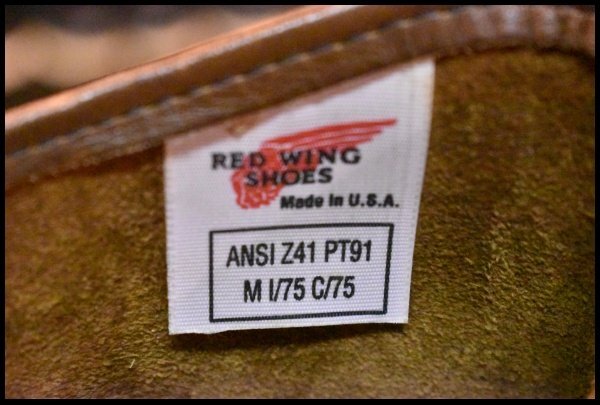 RED WING
SHOES
Made in U.S.A.
ANSI Z41 PT91
M I/75 C/75